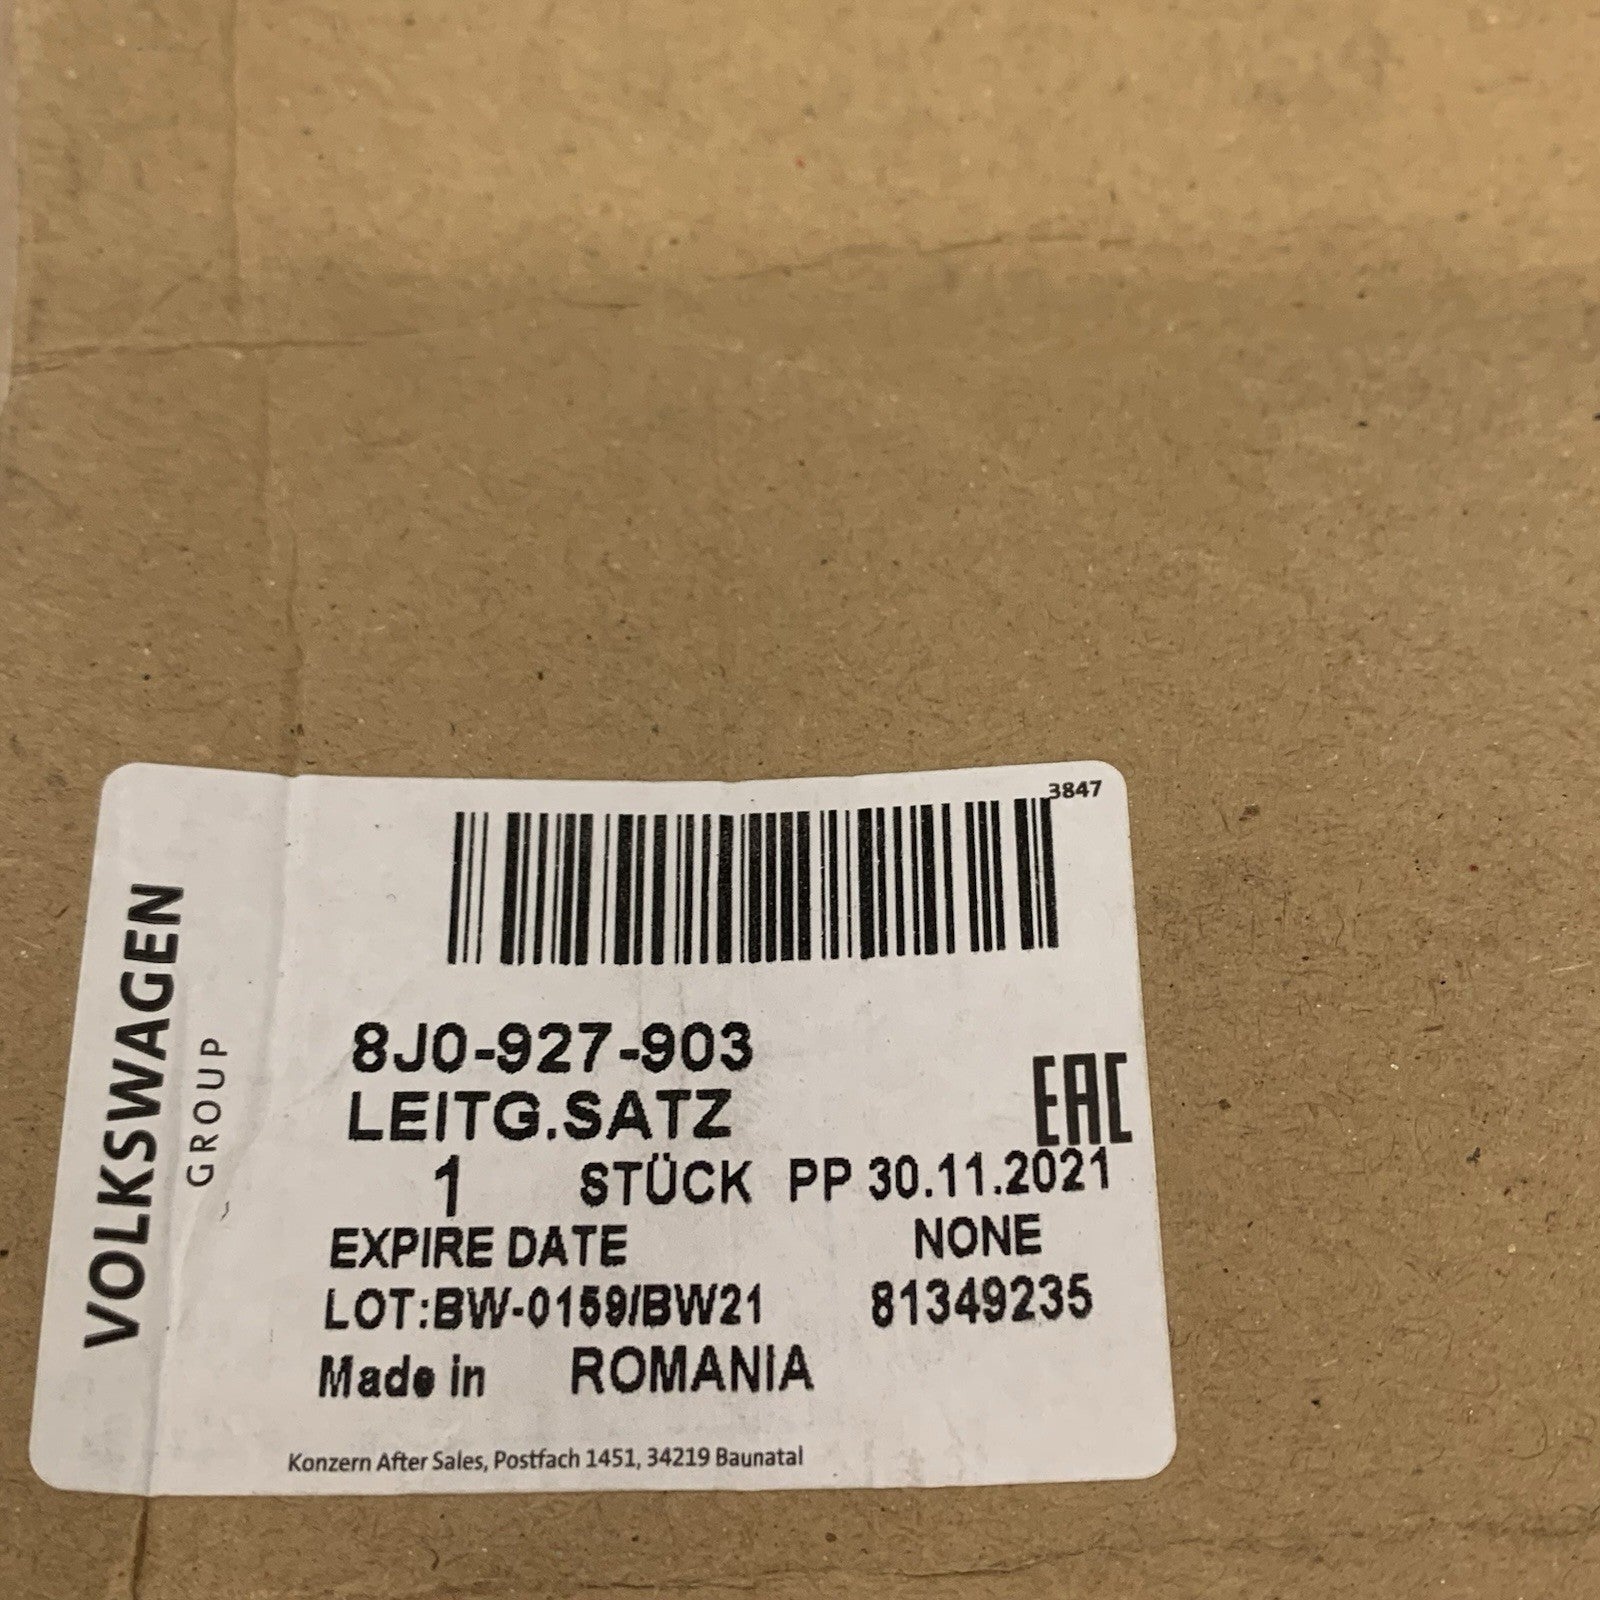 3847
VOLKSWAGEN
GROUP
8J0-927-903
LEITG.SATZ
EAC
1 STÜCK PP 30.11.2021
EXPIRE DATE NONE
LOT:BW-0159/BW21 81349235
Made in ROMANIA
Konzern After Sales, Postfach 1451, 34219 Baunatal